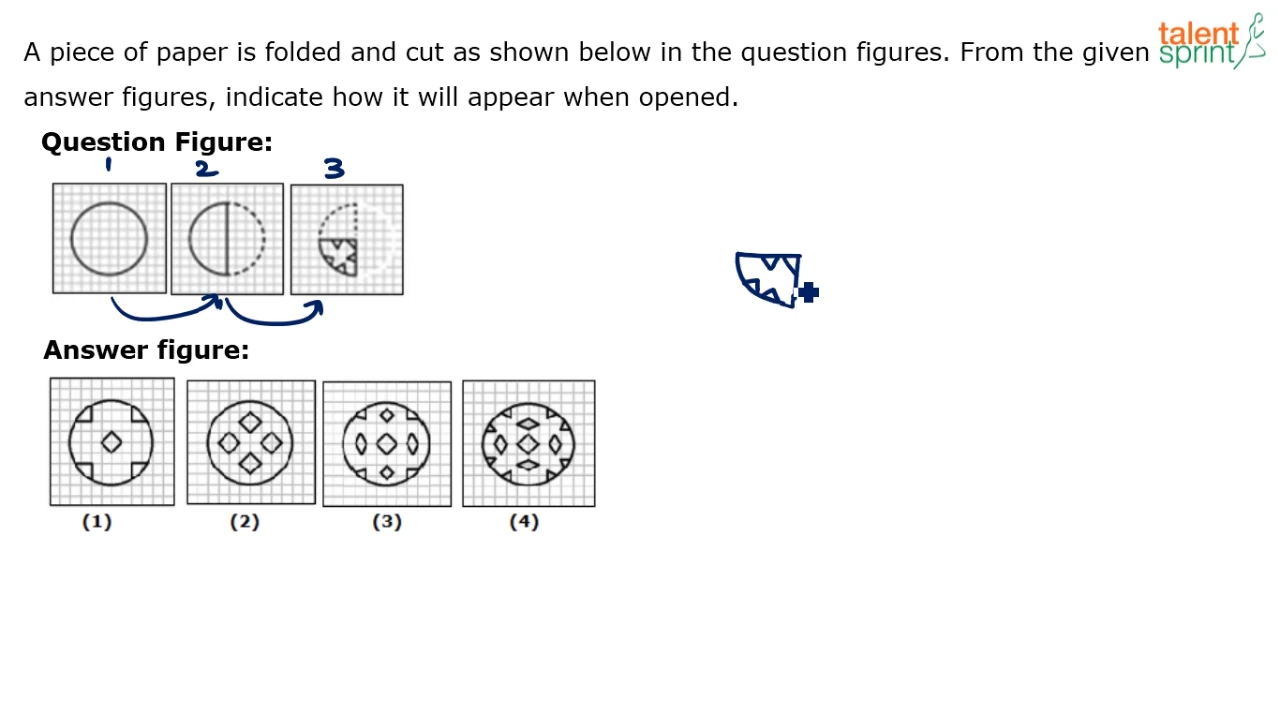 talent
sprint
A piece of paper is folded and cut as shown below in the question figures. From the given
answer figures, indicate how it will appear when opened.
Question Figure:
1 2 3
Answer figure:
(1) (2) (3) (4)